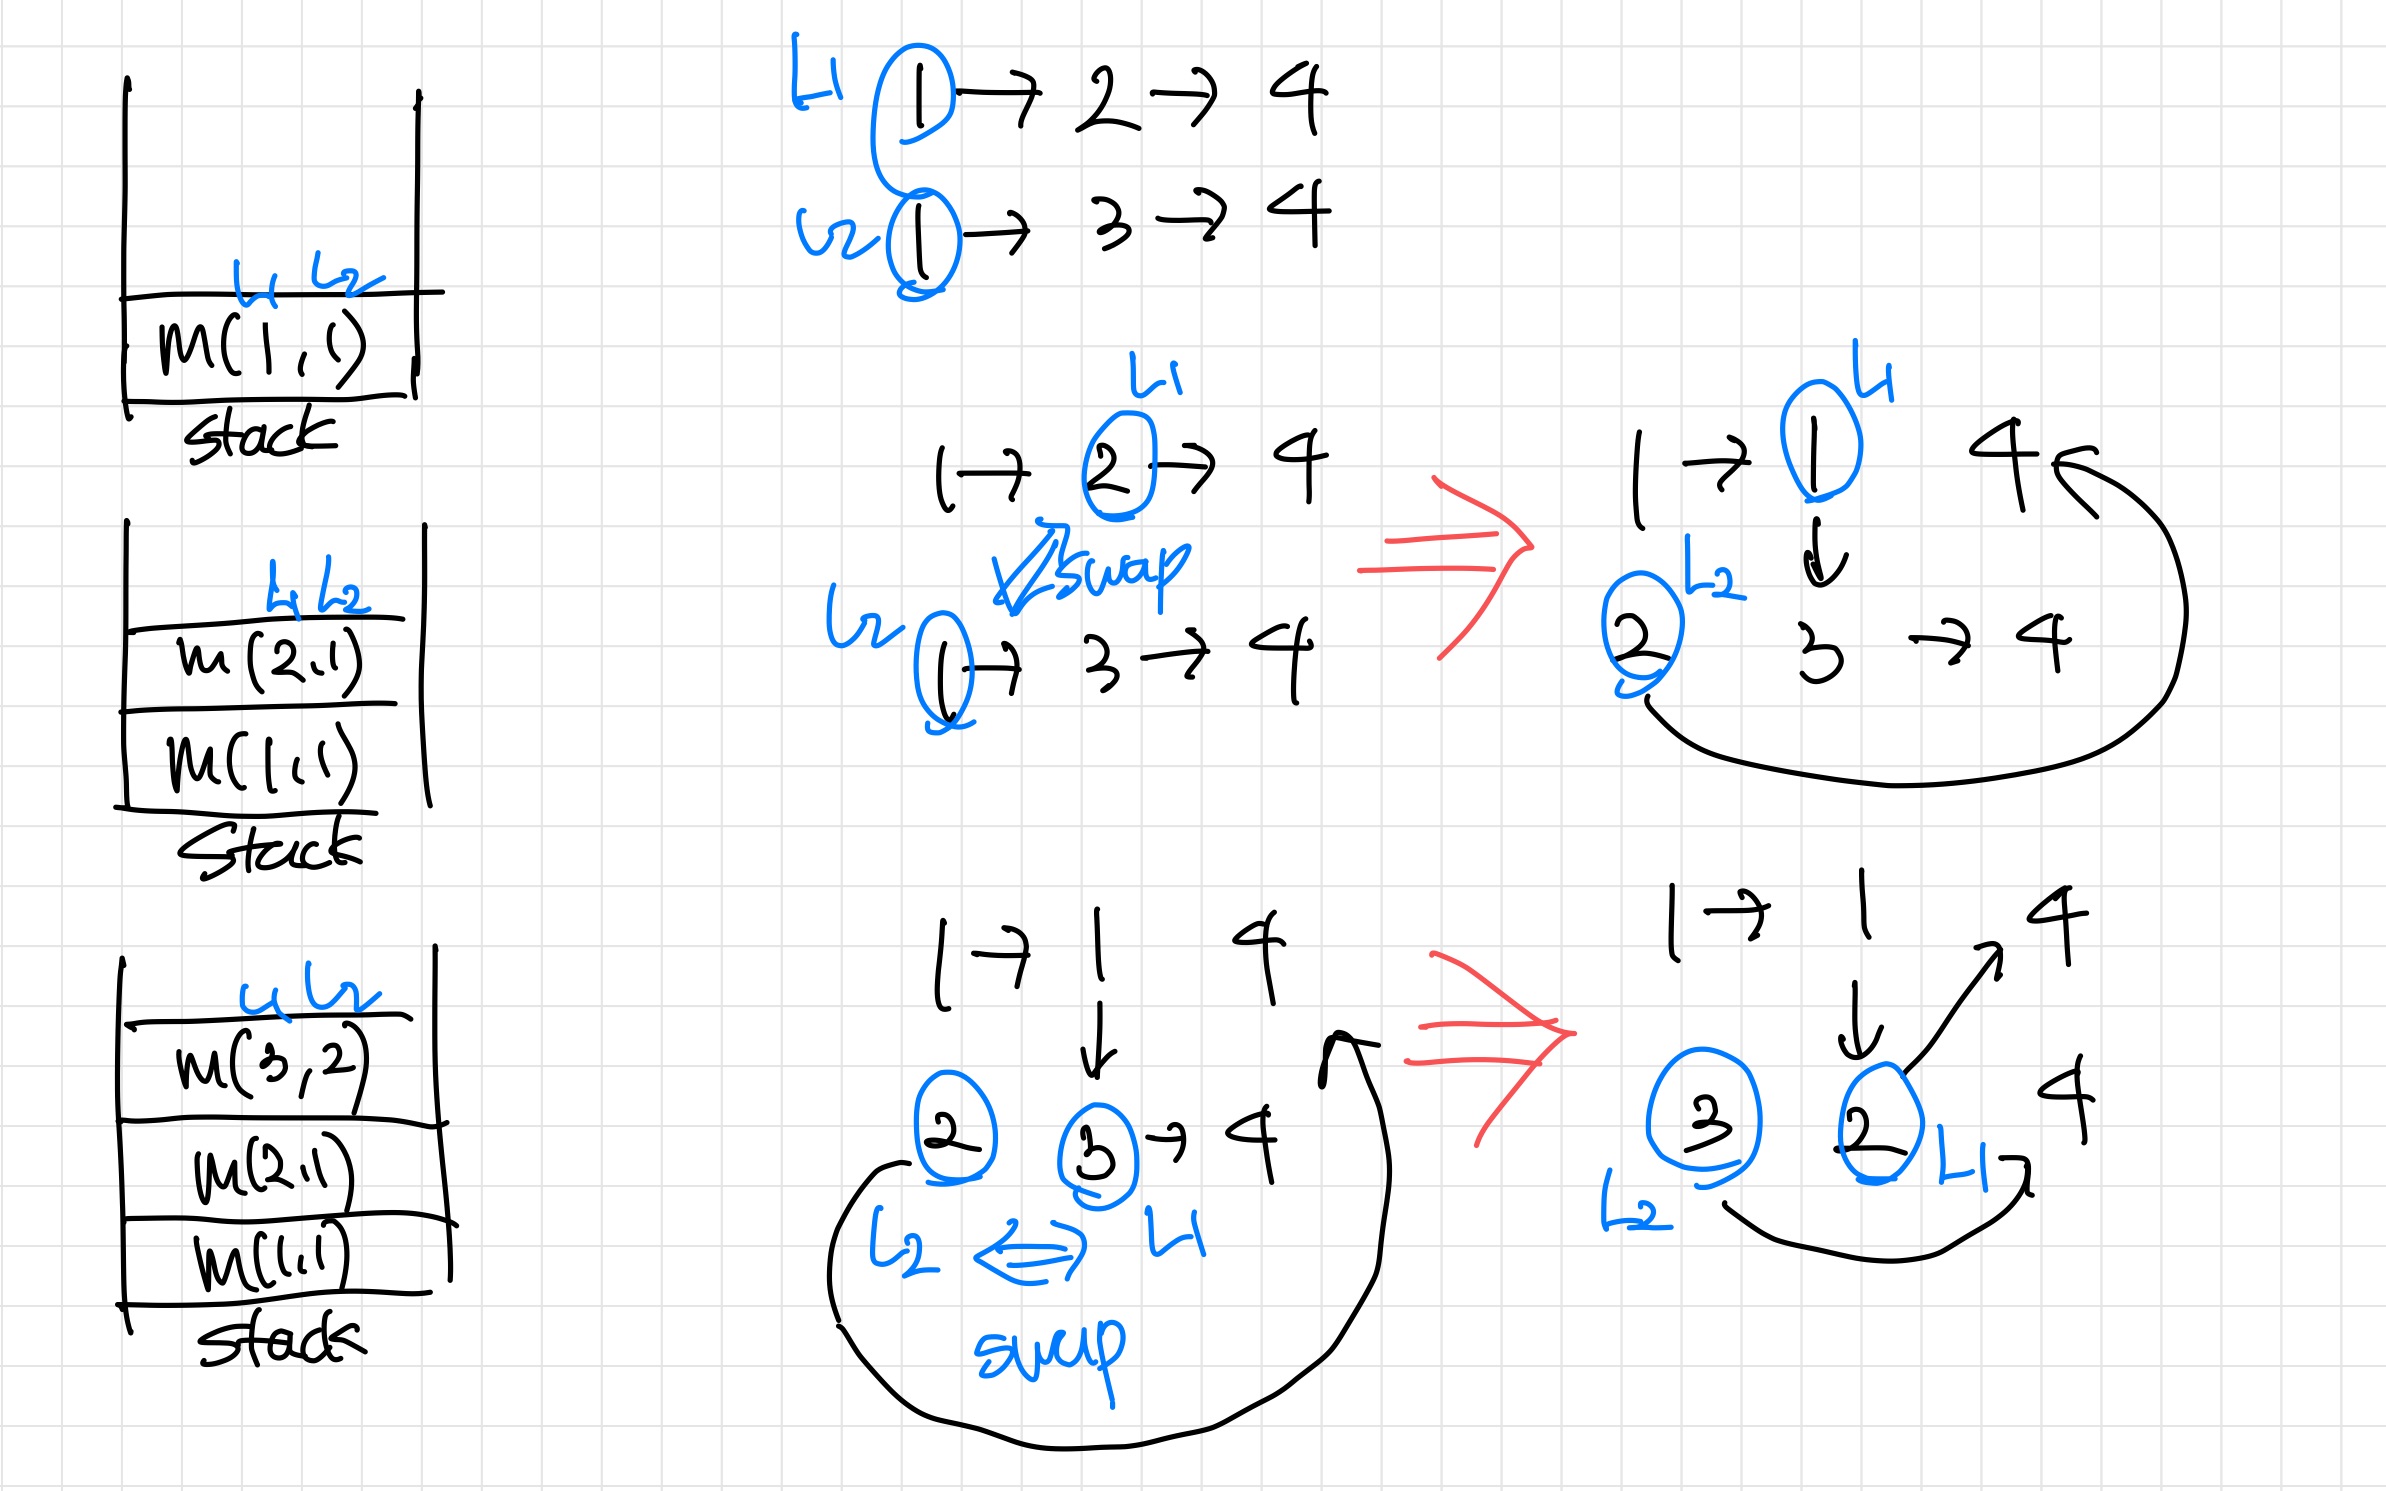 L1 1 → 2 → 4
L2 1 → 3 → 4
L1 L2
M(1,1)
stack
L1
1 → 2 → 4
swap
L2 1 → 3 → 4
L1
1 → 1 4
↓
L2
2 3 → 4
L1 L2
M(2,1)
M(1,1)
stack
1 → 1 4
↓
2 3 → 4
L2 ⇔ L1
swap
1 → 1 4
↓
3 2 4
L2 L1
L1 L2
M(3,2)
M(2,1)
M(1,1)
stack